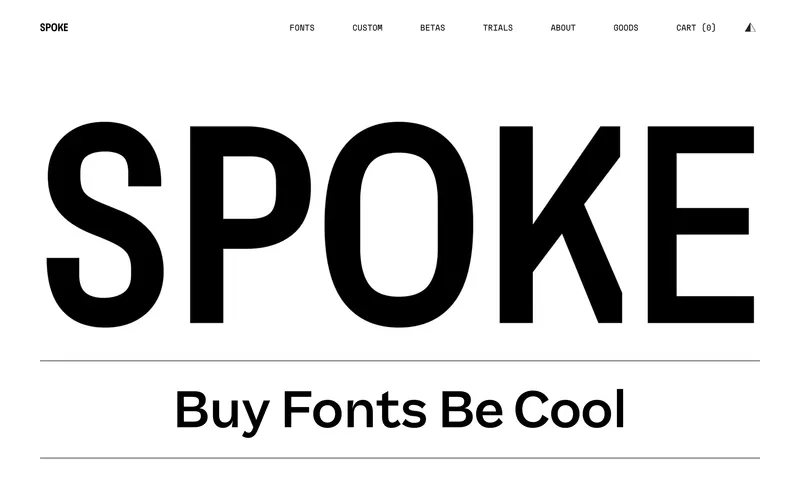 SPOKE FONTS CUSTOM BETAS TRIALS ABOUT GOODS CART (0)
SPOKE
Buy Fonts Be Cool